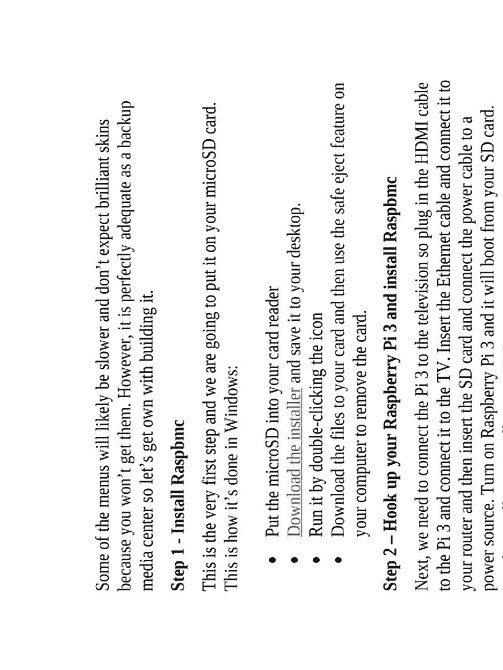 Some of the menus will likely be slower and don't expect brilliant skins
because you won't get them. However, it is perfectly adequate as a backup
media center so let's get own with building it.
Step 1 - Install Raspbmc
This is the very first step and we are going to put it on your microSD card.
This is how it's done in Windows:
• Put the microSD into your card reader
• Download the installer and save it to your desktop.
• Run it by double-clicking the icon
• Download the files to your card and then use the safe eject feature on
your computer to remove the card.
Step 2 – Hook up your Raspberry Pi 3 and install Raspbmc
Next, we need to connect the Pi 3 to the television so plug in the HDMI cable
to the Pi 3 and connect it to the TV. Insert the Ethernet cable and connect it to
your router and then insert the SD card and connect the power cable to a
power source. Turn on Raspberry Pi 3 and it will boot from your SD card.